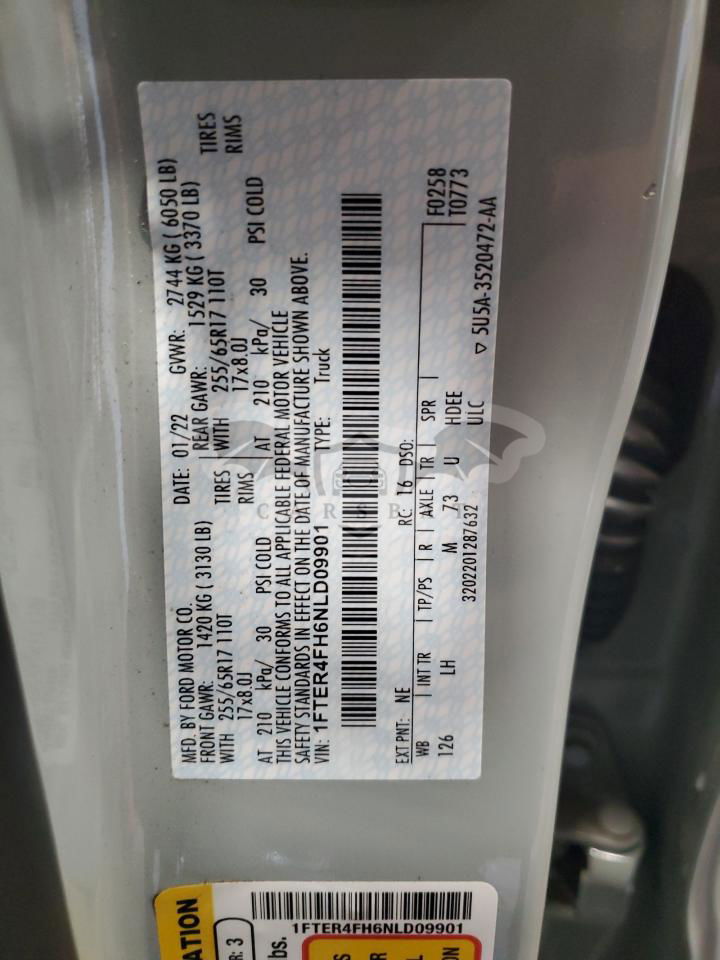 MFD. BY FORD MOTOR CO. DATE: 01/22 GVWR: 2744 KG ( 6050 LB)
FRONT GAWR: 1420 KG ( 3130 LB) REAR GAWR: 1529 KG ( 3370 LB)
WITH 255/65R17 110T TIRES WITH 255/65R17 110T TIRES
17x8.0J RIMS 17x8.0J RIMS
AT 210 kPa/ 30 PSI COLD AT 210 kPa/ 30 PSI COLD
THIS VEHICLE CONFORMS TO ALL APPLICABLE FEDERAL MOTOR VEHICLE
SAFETY STANDARDS IN EFFECT ON THE DATE OF MANUFACTURE SHOWN ABOVE.
VIN: 1FTER4FH6NLD09901 TYPE: Truck
EXT PNT: NE RC: 16 DSO: F0258
WB INT TR TP/PS R AXLE TR SPR T0773
126 LH M 73 U HDEE
3202201287632 ULC ▽ 5U5A-3520472-AA
1FTER4FH6NLD09901
ATION
R: 3
lbs.